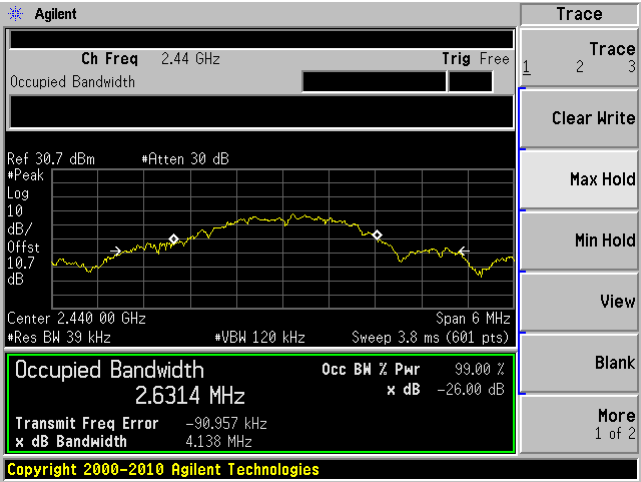 Agilent
Trace
Ch Freq 2.44 GHz Trig Free
Occupied Bandwidth
Trace
1 2 3
Clear Write
Max Hold
Min Hold
View
Blank
More
1 of 2
Ref 30.7 dBm #Atten 30 dB
#Peak
Log
10
dB/
Offst
10.7
dB
Center 2.440 00 GHz Span 6 MHz
#Res BW 39 kHz #VBW 120 kHz Sweep 3.8 ms (601 pts)
Occupied Bandwidth Occ BW % Pwr 99.00 %
2.6314 MHz x dB -26.00 dB
Transmit Freq Error -90.957 kHz
x dB Bandwidth 4.138 MHz
Copyright 2000-2010 Agilent Technologies